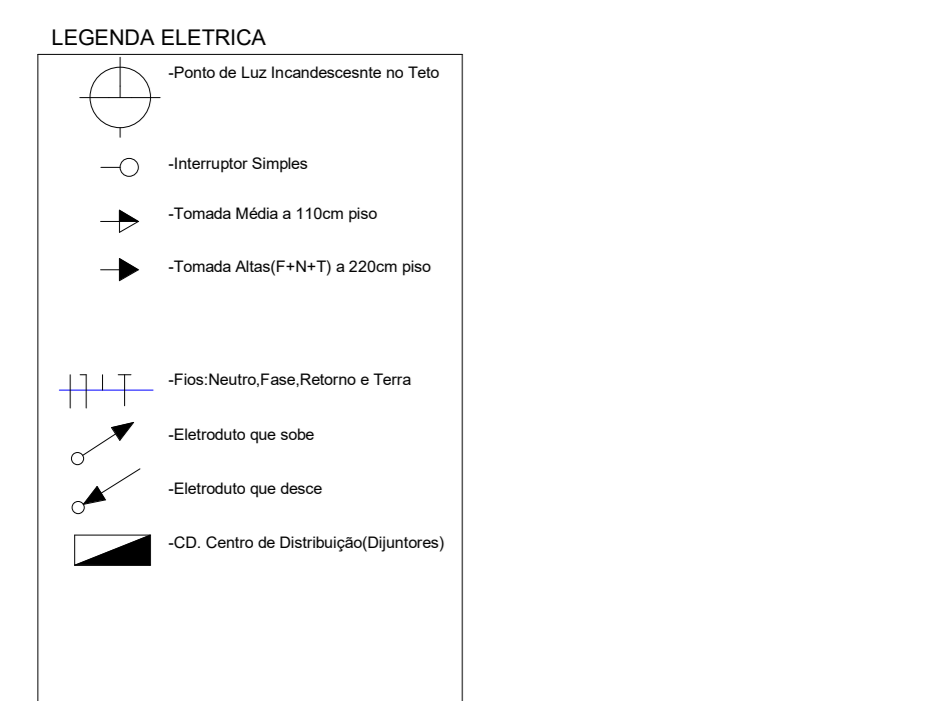 LEGENDA ELETRICA
-Ponto de Luz Incandescesnte no Teto
-Interruptor Simples
-Tomada Média a 110cm piso
-Tomada Altas(F+N+T) a 220cm piso
-Fios:Neutro,Fase,Retorno e Terra
-Eletroduto que sobe
-Eletroduto que desce
-CD. Centro de Distribuição(Dijuntores)